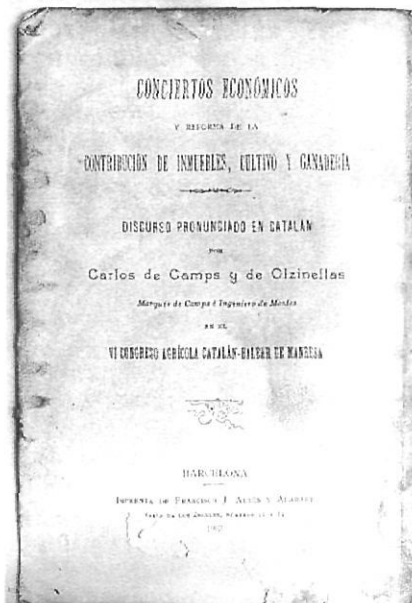 CONCIERTOS ECONÓMICOS
Y REFORMA DE LA
CONTRIBUCIÓN DE INMUEBLES, CULTIVO Y GANADERÍA
DISCURSO PRONUNCIADO EN CATALÁN
POR
Carlos de Camps y de Olzinellas
Marqués de Camps é Ingeniero de Montes
EN EL
VI CONGRESO AGRÍCOLA CATALÁN-BALEAR DE MANRESA
BARCELONA
IMPRENTA DE FRANCISCO J. ALTÉS Y ALABART